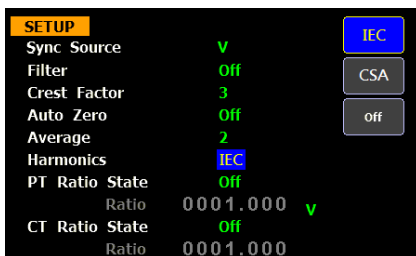 SETUP
Sync Source V
Filter Off
Crest Factor 3
Auto Zero Off
Average 2
Harmonics IEC
PT Ratio State Off
Ratio 0001.000 V
CT Ratio State Off
Ratio 0001.000
IEC
CSA
Off